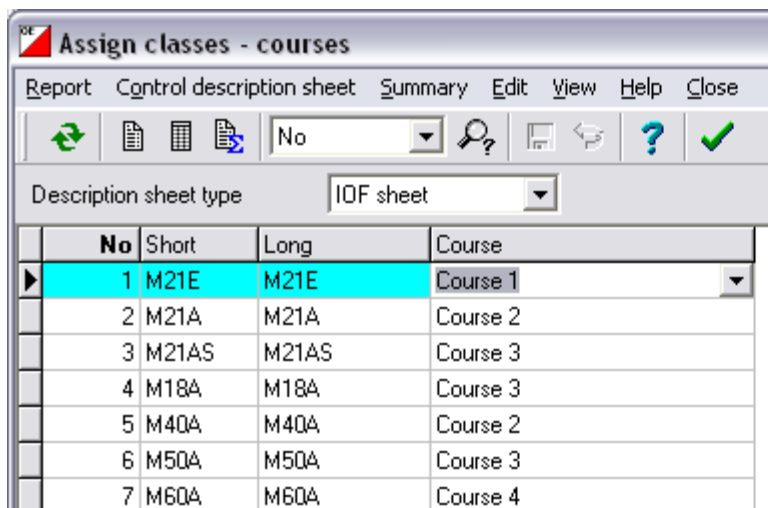 OE
Assign classes - courses
Report Control description sheet Summary Edit View Help Close
No
Description sheet type IOF sheet
No Short Long Course
1 M21E M21E Course 1
2 M21A M21A Course 2
3 M21AS M21AS Course 3
4 M18A M18A Course 3
5 M40A M40A Course 2
6 M50A M50A Course 3
7 M60A M60A Course 4